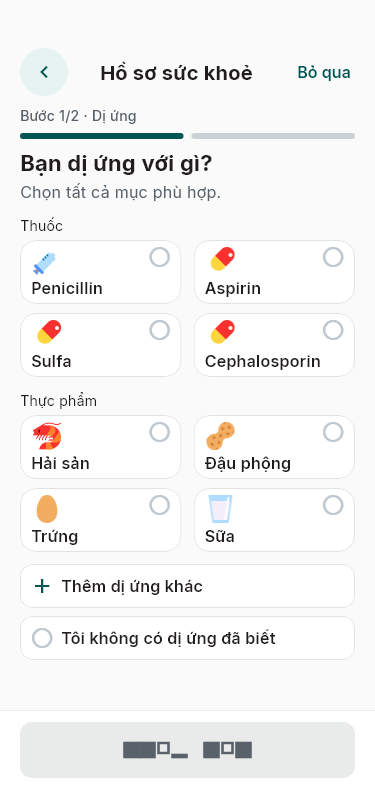 Hồ sơ sức khoẻ
Bỏ qua
Bước 1/2 · Dị ứng
Bạn dị ứng với gì?
Chọn tất cả mục phù hợp.
Thuốc
Penicillin
Aspirin
Sulfa
Cephalosporin
Thực phẩm
Hải sản
Đậu phộng
Trứng
Sữa
Thêm dị ứng khác
Tôi không có dị ứng đã biết